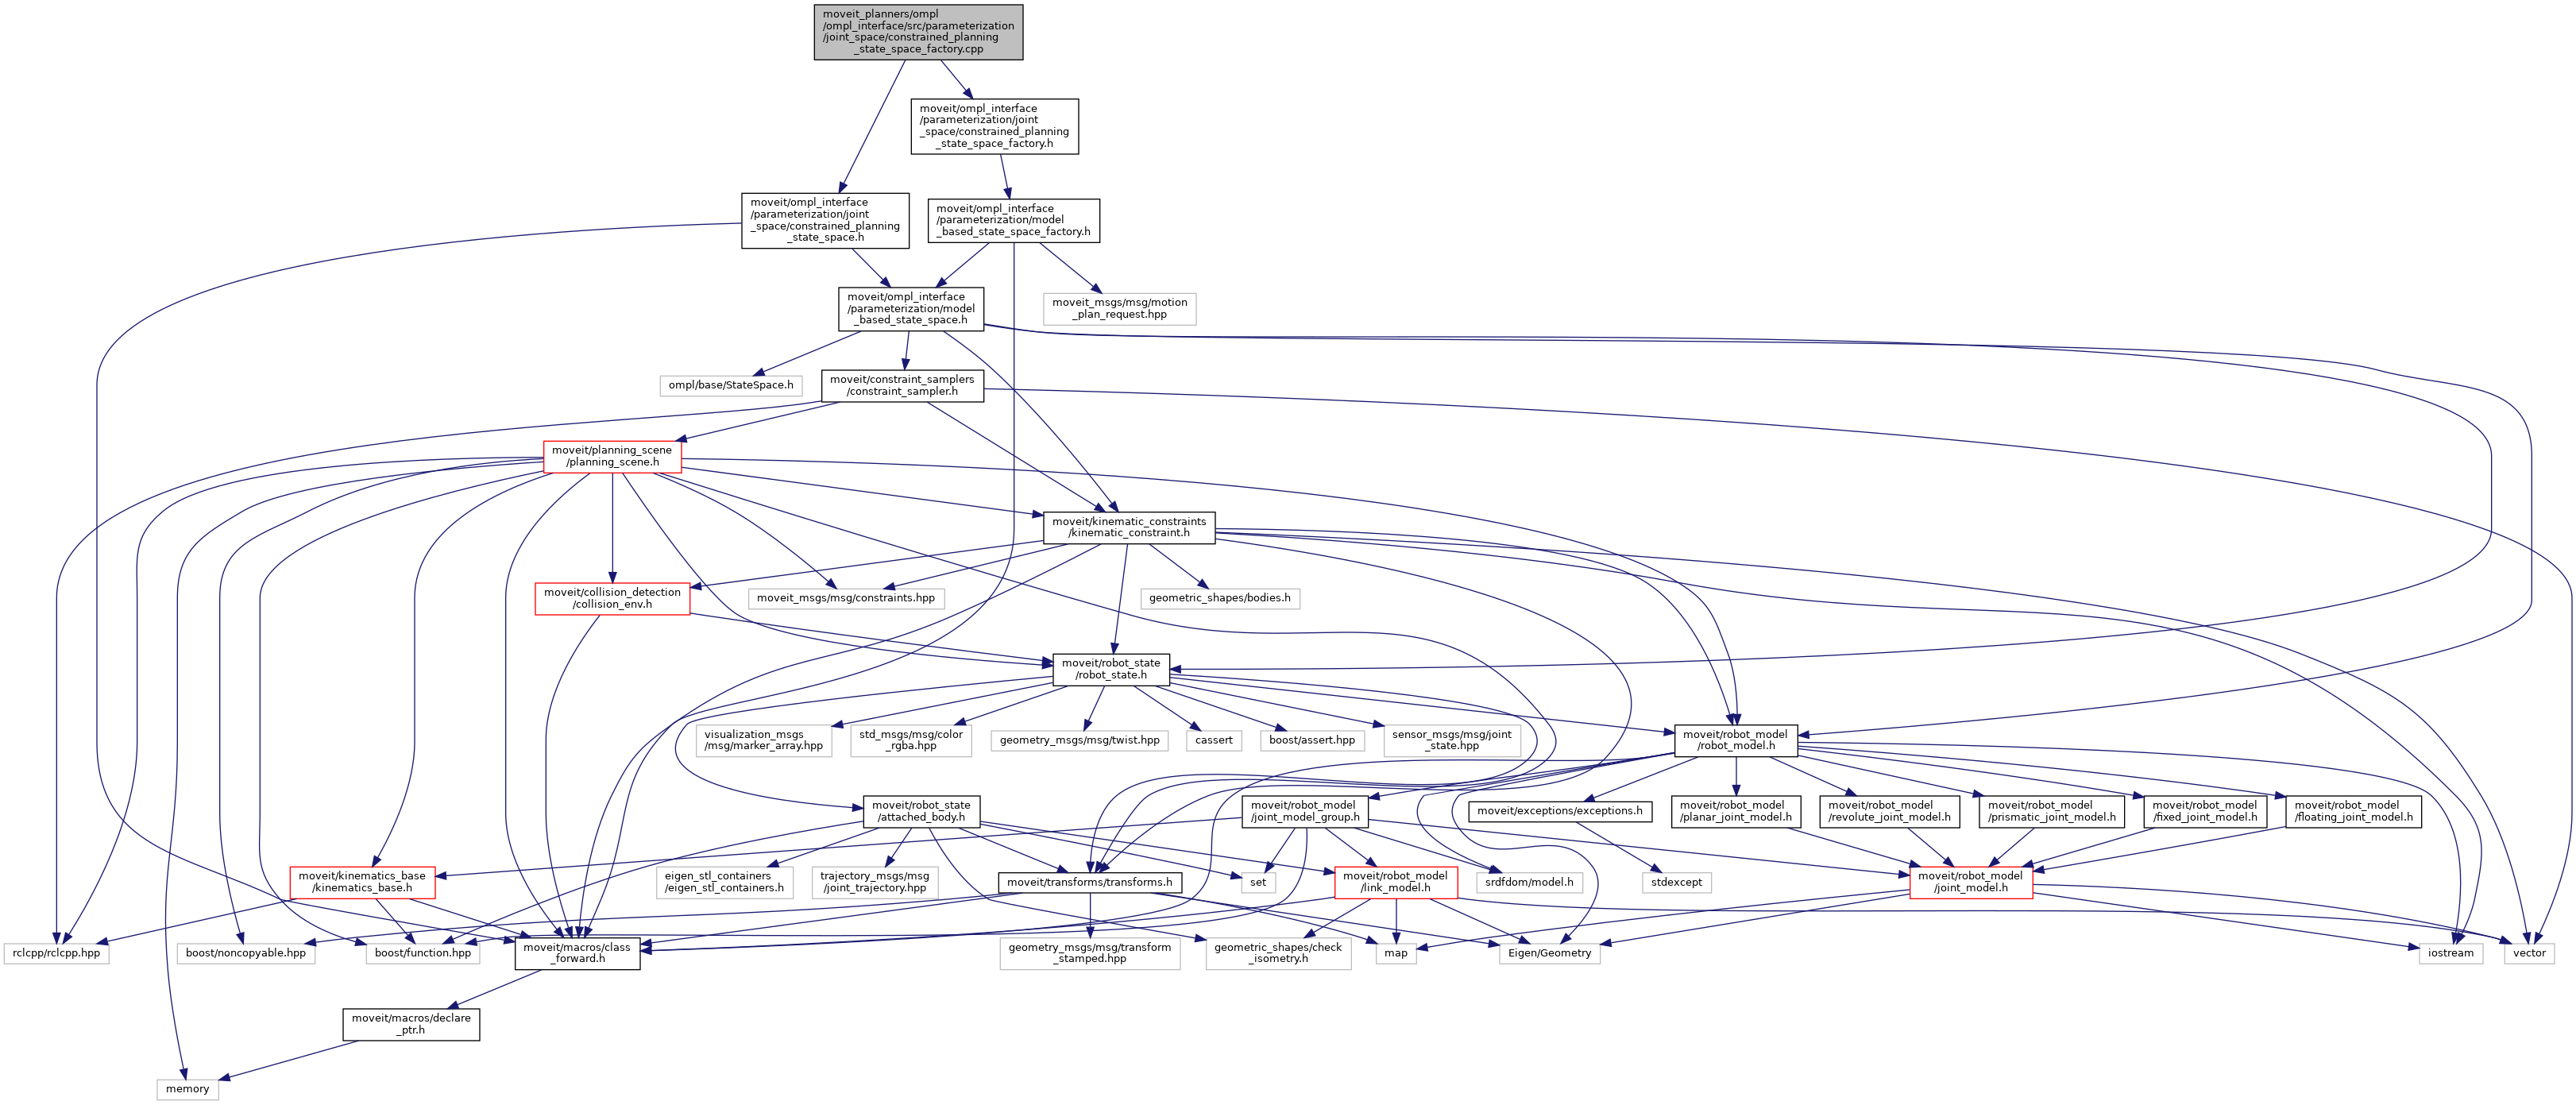 moveit_planners/ompl
/ompl_interface/src/parameterization
/joint_space/constrained_planning
_state_space_factory.cpp
moveit/ompl_interface
/parameterization/joint
_space/constrained_planning
_state_space_factory.h
moveit/ompl_interface
/parameterization/joint
_space/constrained_planning
_state_space.h
moveit/ompl_interface
/parameterization/model
_based_state_space_factory.h
moveit/ompl_interface
/parameterization/model
_based_state_space.h
moveit_msgs/msg/motion
_plan_request.hpp
ompl/base/StateSpace.h
moveit/constraint_samplers
/constraint_sampler.h
moveit/planning_scene
/planning_scene.h
moveit/kinematic_constraints
/kinematic_constraint.h
moveit/collision_detection
/collision_env.h
moveit_msgs/msg/constraints.hpp
geometric_shapes/bodies.h
moveit/robot_state
/robot_state.h
visualization_msgs
/msg/marker_array.hpp
std_msgs/msg/color
_rgba.hpp
geometry_msgs/msg/twist.hpp
cassert
boost/assert.hpp
sensor_msgs/msg/joint
_state.hpp
moveit/robot_model
/robot_model.h
moveit/robot_state
/attached_body.h
moveit/robot_model
/joint_model_group.h
moveit/exceptions/exceptions.h
moveit/robot_model
/planar_joint_model.h
moveit/robot_model
/revolute_joint_model.h
moveit/robot_model
/prismatic_joint_model.h
moveit/robot_model
/fixed_joint_model.h
moveit/robot_model
/floating_joint_model.h
moveit/kinematics_base
/kinematics_base.h
eigen_stl_containers
/eigen_stl_containers.h
trajectory_msgs/msg
/joint_trajectory.hpp
moveit/transforms/transforms.h
set
moveit/robot_model
/link_model.h
srdfdom/model.h
stdexcept
moveit/robot_model
/joint_model.h
rclcpp/rclcpp.hpp
boost/noncopyable.hpp
boost/function.hpp
moveit/macros/class
_forward.h
geometry_msgs/msg/transform
_stamped.hpp
geometric_shapes/check
_isometry.h
map
Eigen/Geometry
iostream
vector
moveit/macros/declare
_ptr.h
memory